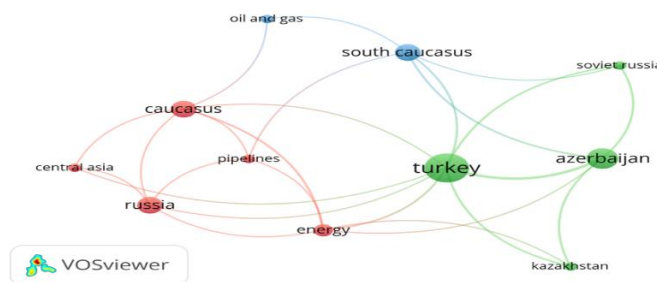 oil and gas
south caucasus
soviet russia
caucasus
pipelines
azerbaijan
central asia
turkey
russia
energy
kazakhstan
VOSviewer